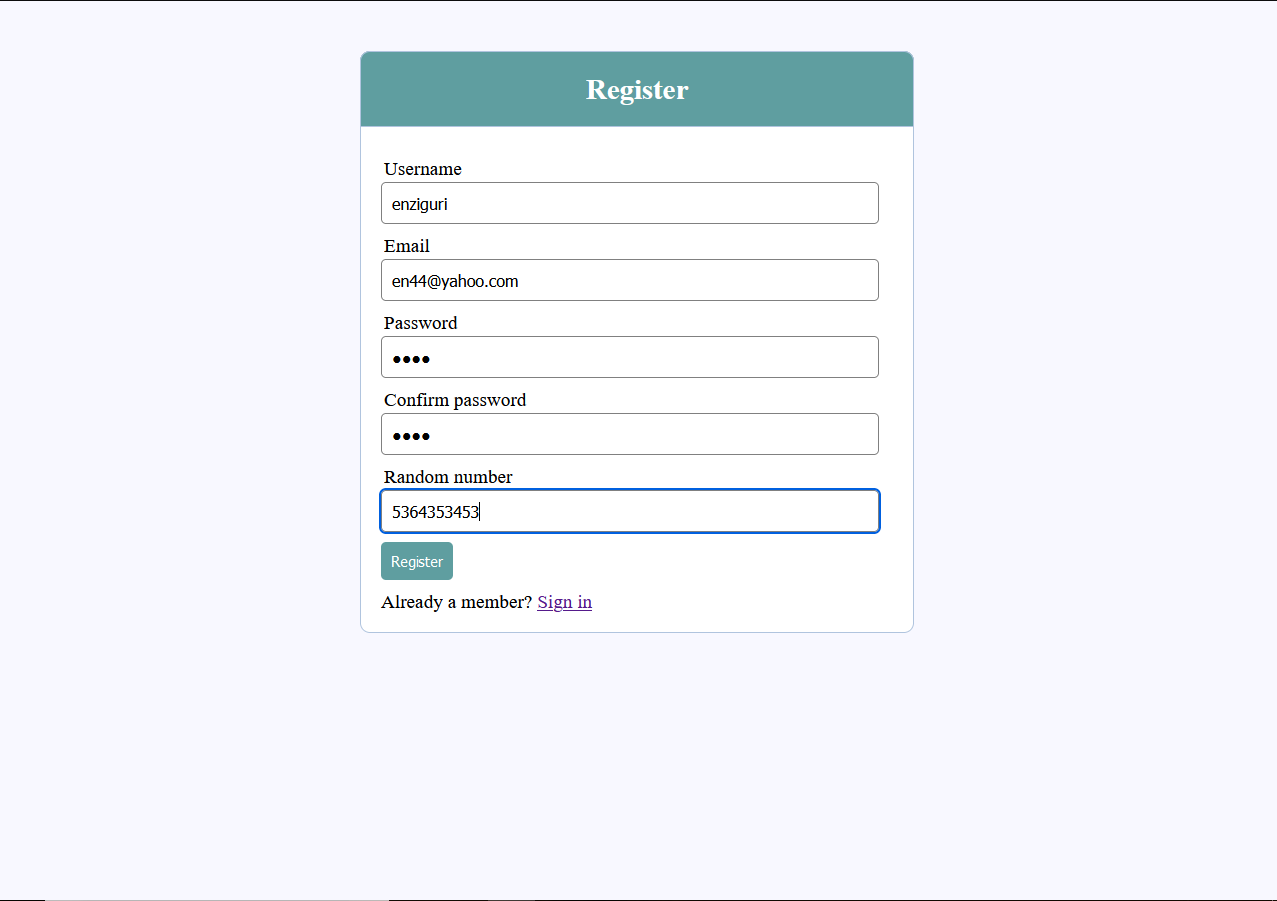 Register
Username
enziguri
Email
en44@yahoo.com
Password
••••
Confirm password
••••
Random number
5364353453
Register
Already a member? Sign in